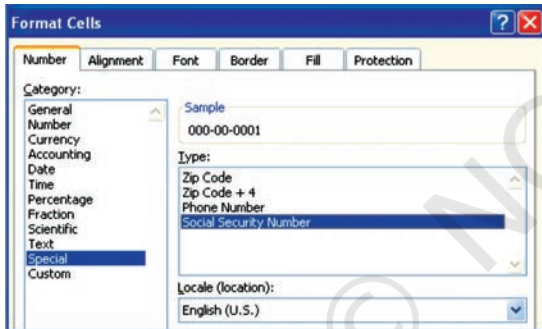 Format Cells
Number Alignment Font Border Fill Protection
Category:
General
Number
Currency
Accounting
Date
Time
Percentage
Fraction
Scientific
Text
Special
Custom
Sample
000-00-0001
Type:
Zip Code
Zip Code + 4
Phone Number
Social Security Number
Locale (location):
English (U.S.)
© NC